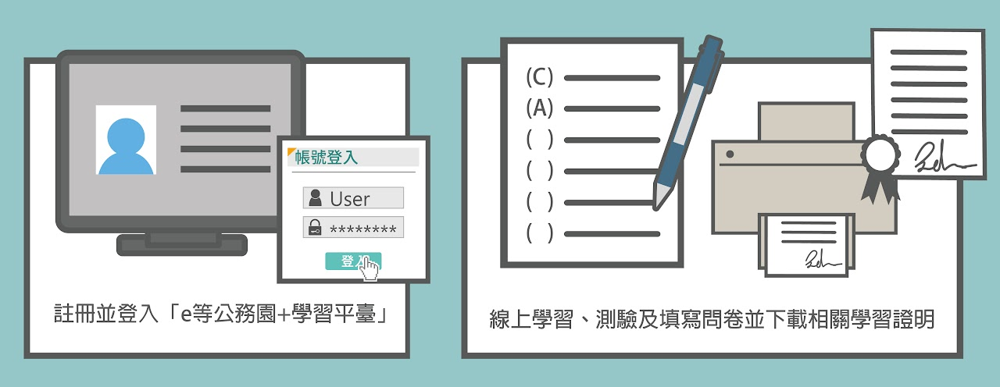 帳號登入
User
********
登入
註冊並登入「e等公務園+學習平臺」
(C)
(A)
( )
( )
( )
( )
線上學習、測驗及填寫問卷並下載相關學習證明